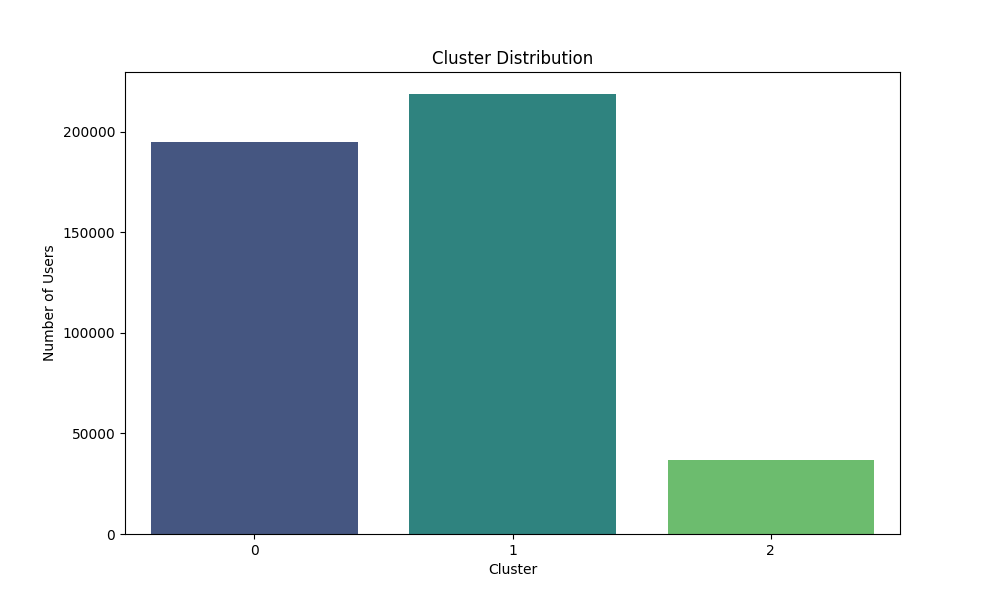 Cluster Distribution
200000
150000
100000
50000
0
Number of Users
0 1 2
Cluster